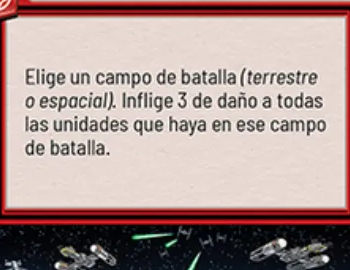 Elige un campo de batalla (terrestre
o espacial). Inflige 3 de daño a todas
las unidades que haya en ese campo
de batalla.